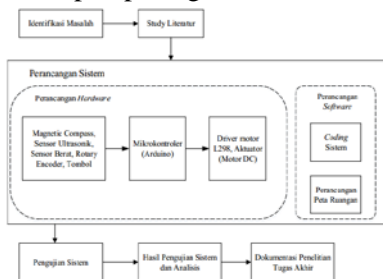 Identifikasi Masalah
Study Literatur
Perancangan Sistem
Perancangan Hardware
Magnetic Compass,
Sensor Ultrasonik,
Sensor Berat, Rotary
Encoder, Tombol
Mikrokontroler
(Arduino)
Driver motor
L298, Aktuator
(Motor DC)
Perancangan
Software
Coding
Sistem
Perancangan
Peta Ruangan
Pengujian Sistem
Hasil Pengujian Sistem
dan Analisis
Dokumentasi Penelitian
Tugas Akhir